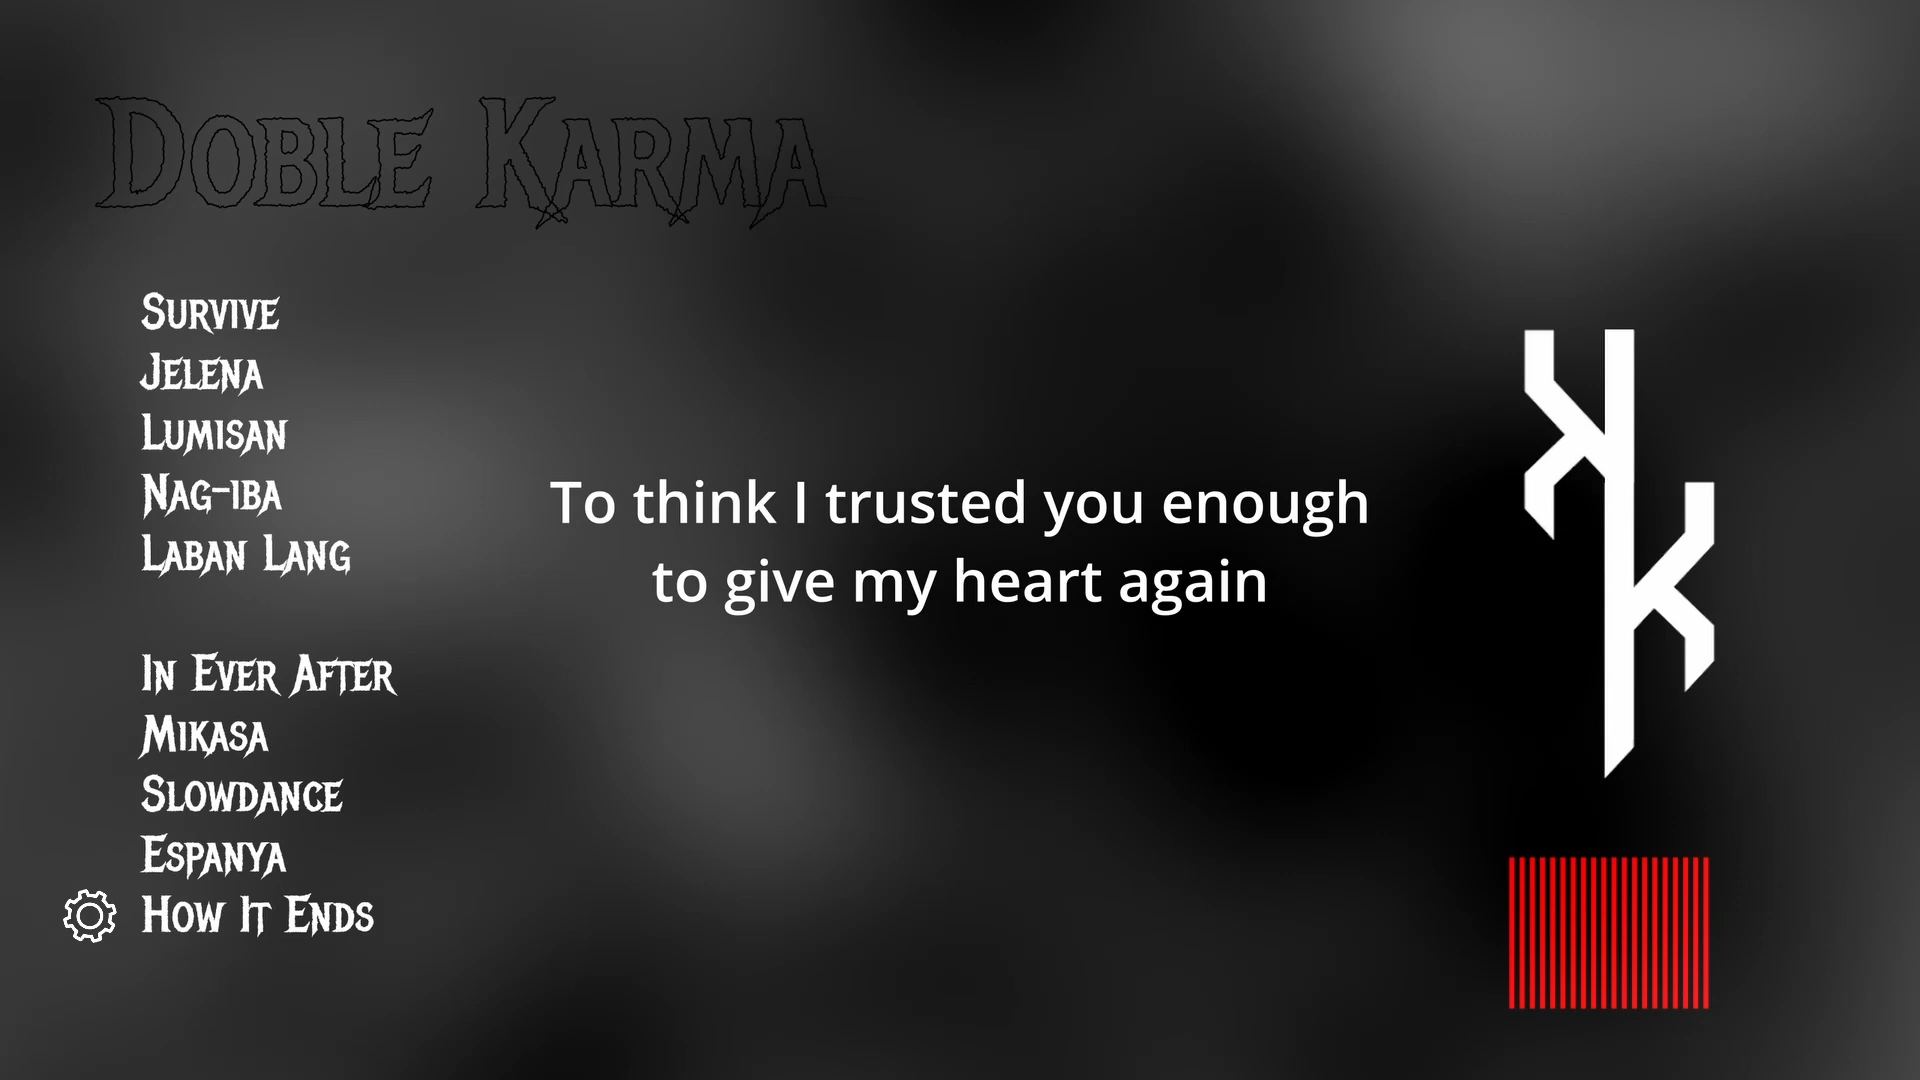 Doble Karma
Survive
Jelena
Lumisan
Nag-iba
Laban Lang
To think I trusted you enough
to give my heart again
In Ever After
Mikasa
Slowdance
Espanya
How It Ends